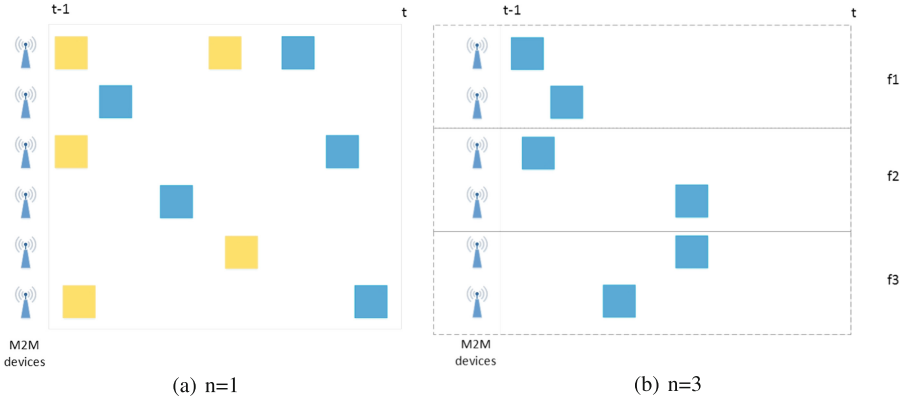 t-1
t
M2M
devices
(a) n=1
t-1
t
f1
f2
f3
M2M
devices
(b) n=3